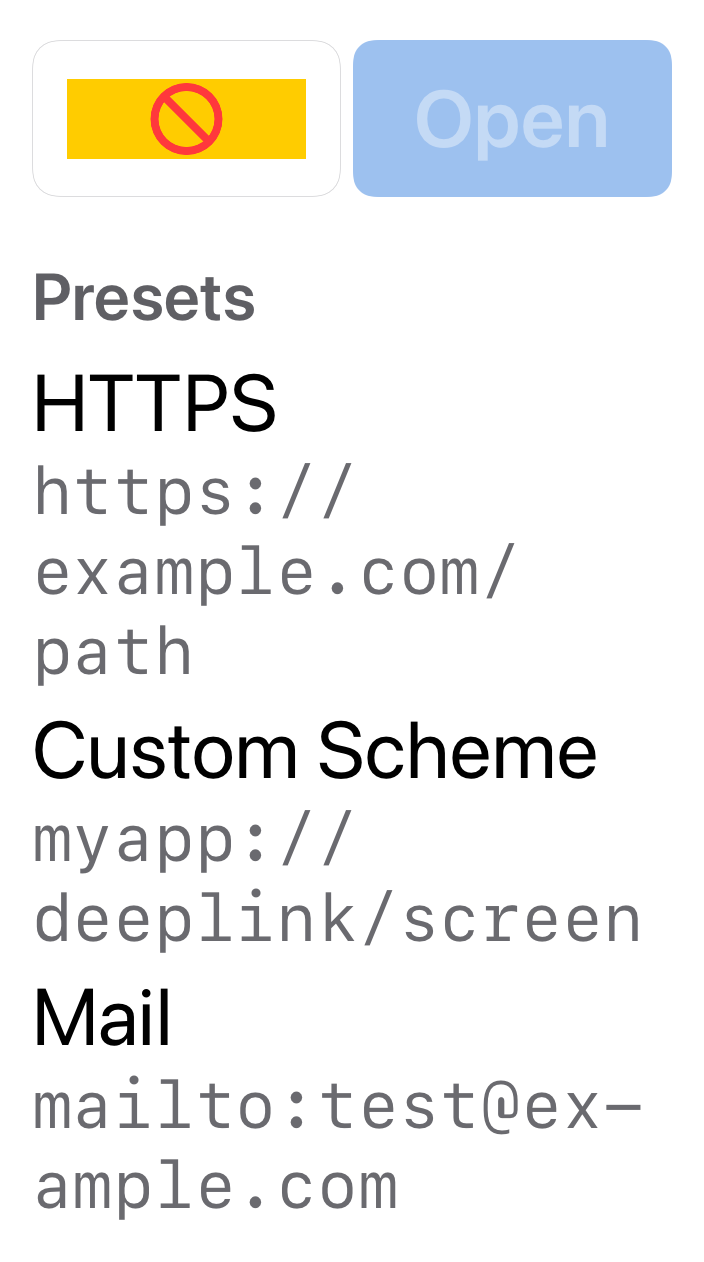 Open
Presets
HTTPS
https://
example.com/
path
Custom Scheme
myapp://
deeplink/screen
Mail
mailto:test@ex-
ample.com